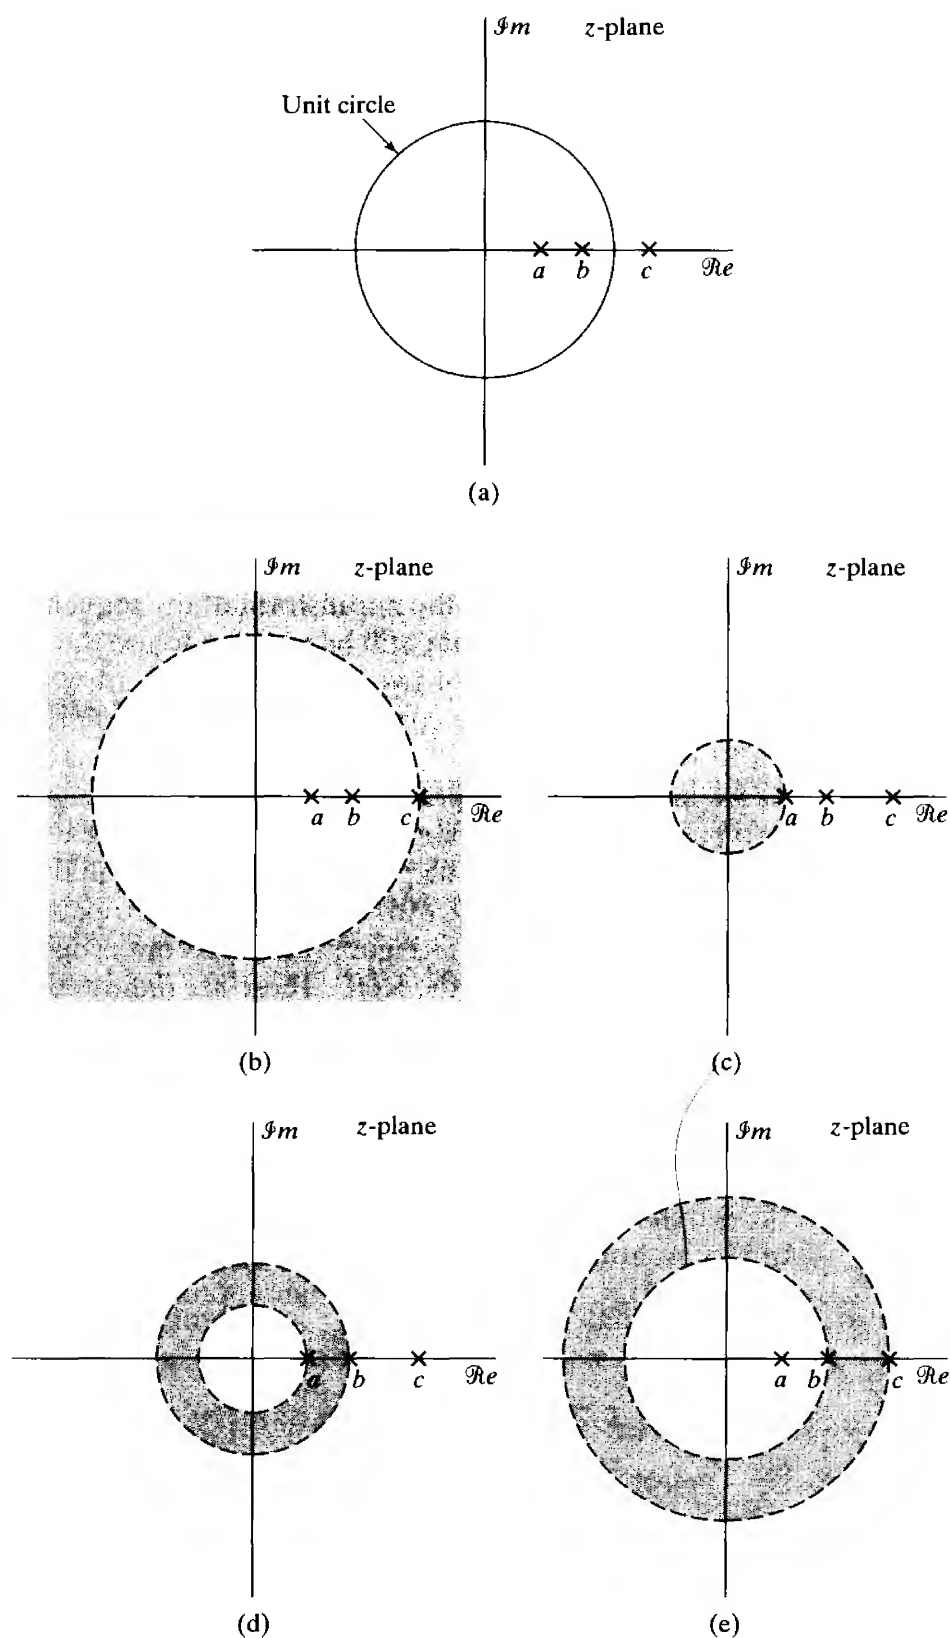 ℐm z-plane
Unit circle
a b c ℛe
(a)
ℐm z-plane
a b c ℛe
(b)
ℐm z-plane
a b c ℛe
(c)
ℐm z-plane
a b c ℛe
(d)
ℐm z-plane
a b c ℛe
(e)